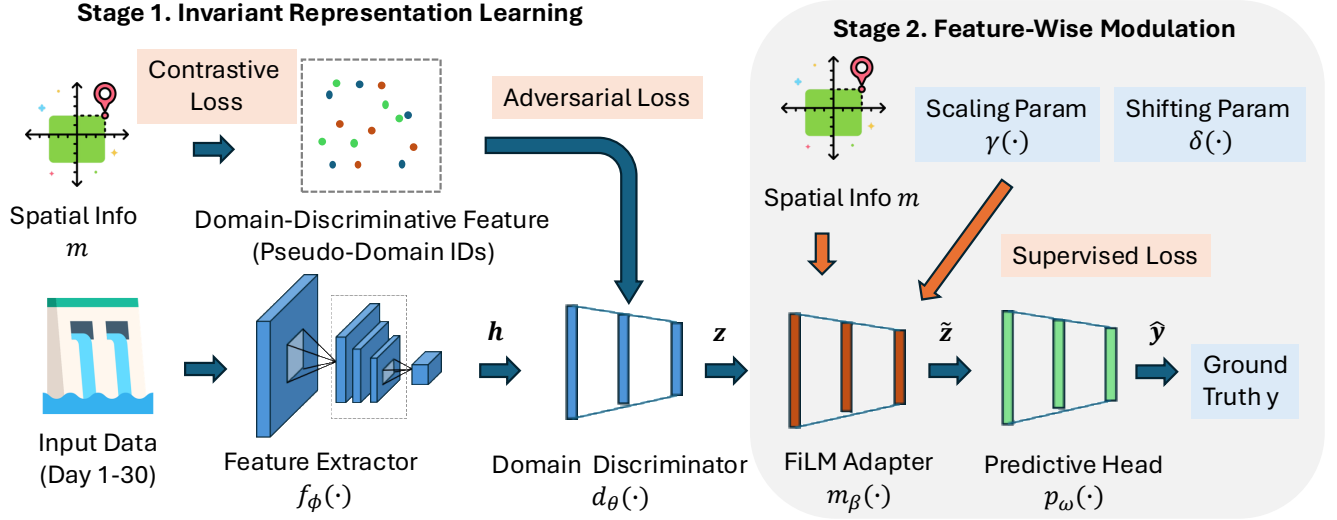 Stage 1. Invariant Representation Learning
Contrastive
Loss
Adversarial Loss
Spatial Info
m
Domain-Discriminative Feature
(Pseudo-Domain IDs)
Input Data
(Day 1-30)
Feature Extractor
f_ϕ(·)
h
Domain Discriminator
d_θ(·)
z
Stage 2. Feature-Wise Modulation
Scaling Param
γ(·)
Shifting Param
δ(·)
Spatial Info m
Supervised Loss
FiLM Adapter
m_β(·)
z̃
Predictive Head
p_ω(·)
ŷ
Ground
Truth y